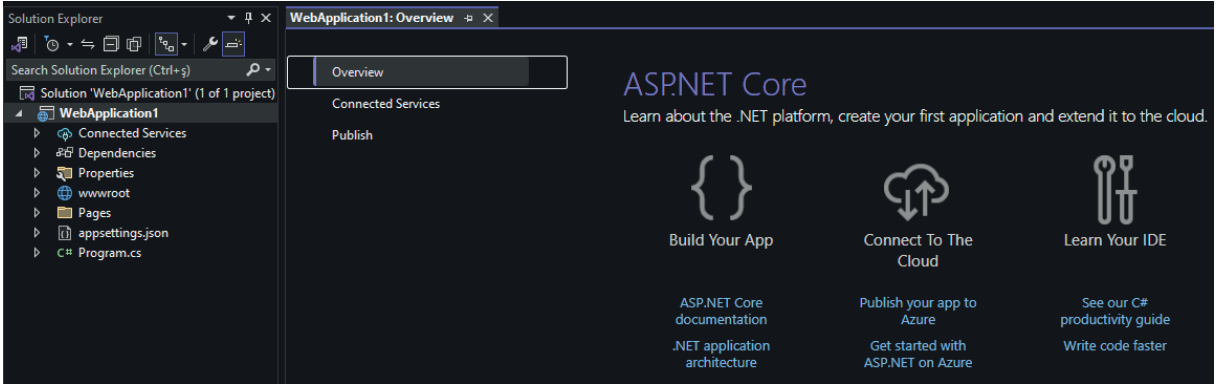 Solution Explorer
Search Solution Explorer (Ctrl+ş)
Solution 'WebApplication1' (1 of 1 project)
WebApplication1
Connected Services
Dependencies
Properties
wwwroot
Pages
appsettings.json
C# Program.cs
WebApplication1: Overview
Overview
Connected Services
Publish
ASP.NET Core
Learn about the .NET platform, create your first application and extend it to the cloud.
Build Your App
ASP.NET Core
documentation
.NET application
architecture
Connect To The
Cloud
Publish your app to
Azure
Get started with
ASP.NET on Azure
Learn Your IDE
See our C#
productivity guide
Write code faster